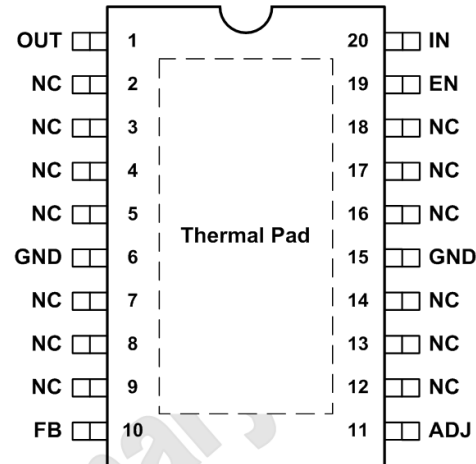 OUT 1 20 IN
NC 2 19 EN
NC 3 18 NC
NC 4 17 NC
NC 5 16 NC
Thermal Pad
GND 6 15 GND
NC 7 14 NC
NC 8 13 NC
NC 9 12 NC
FB 10 11 ADJ